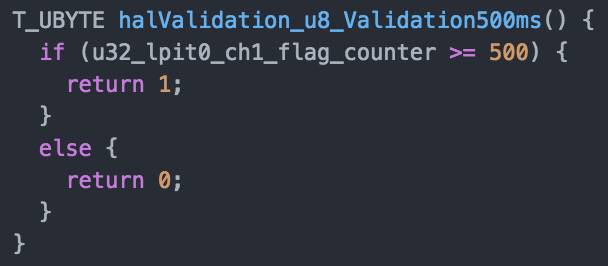 T_UBYTE halValidation_u8_Validation500ms() {
  if (u32_lpit0_ch1_flag_counter >= 500) {
    return 1;
  }
  else {
    return 0;
  }
}